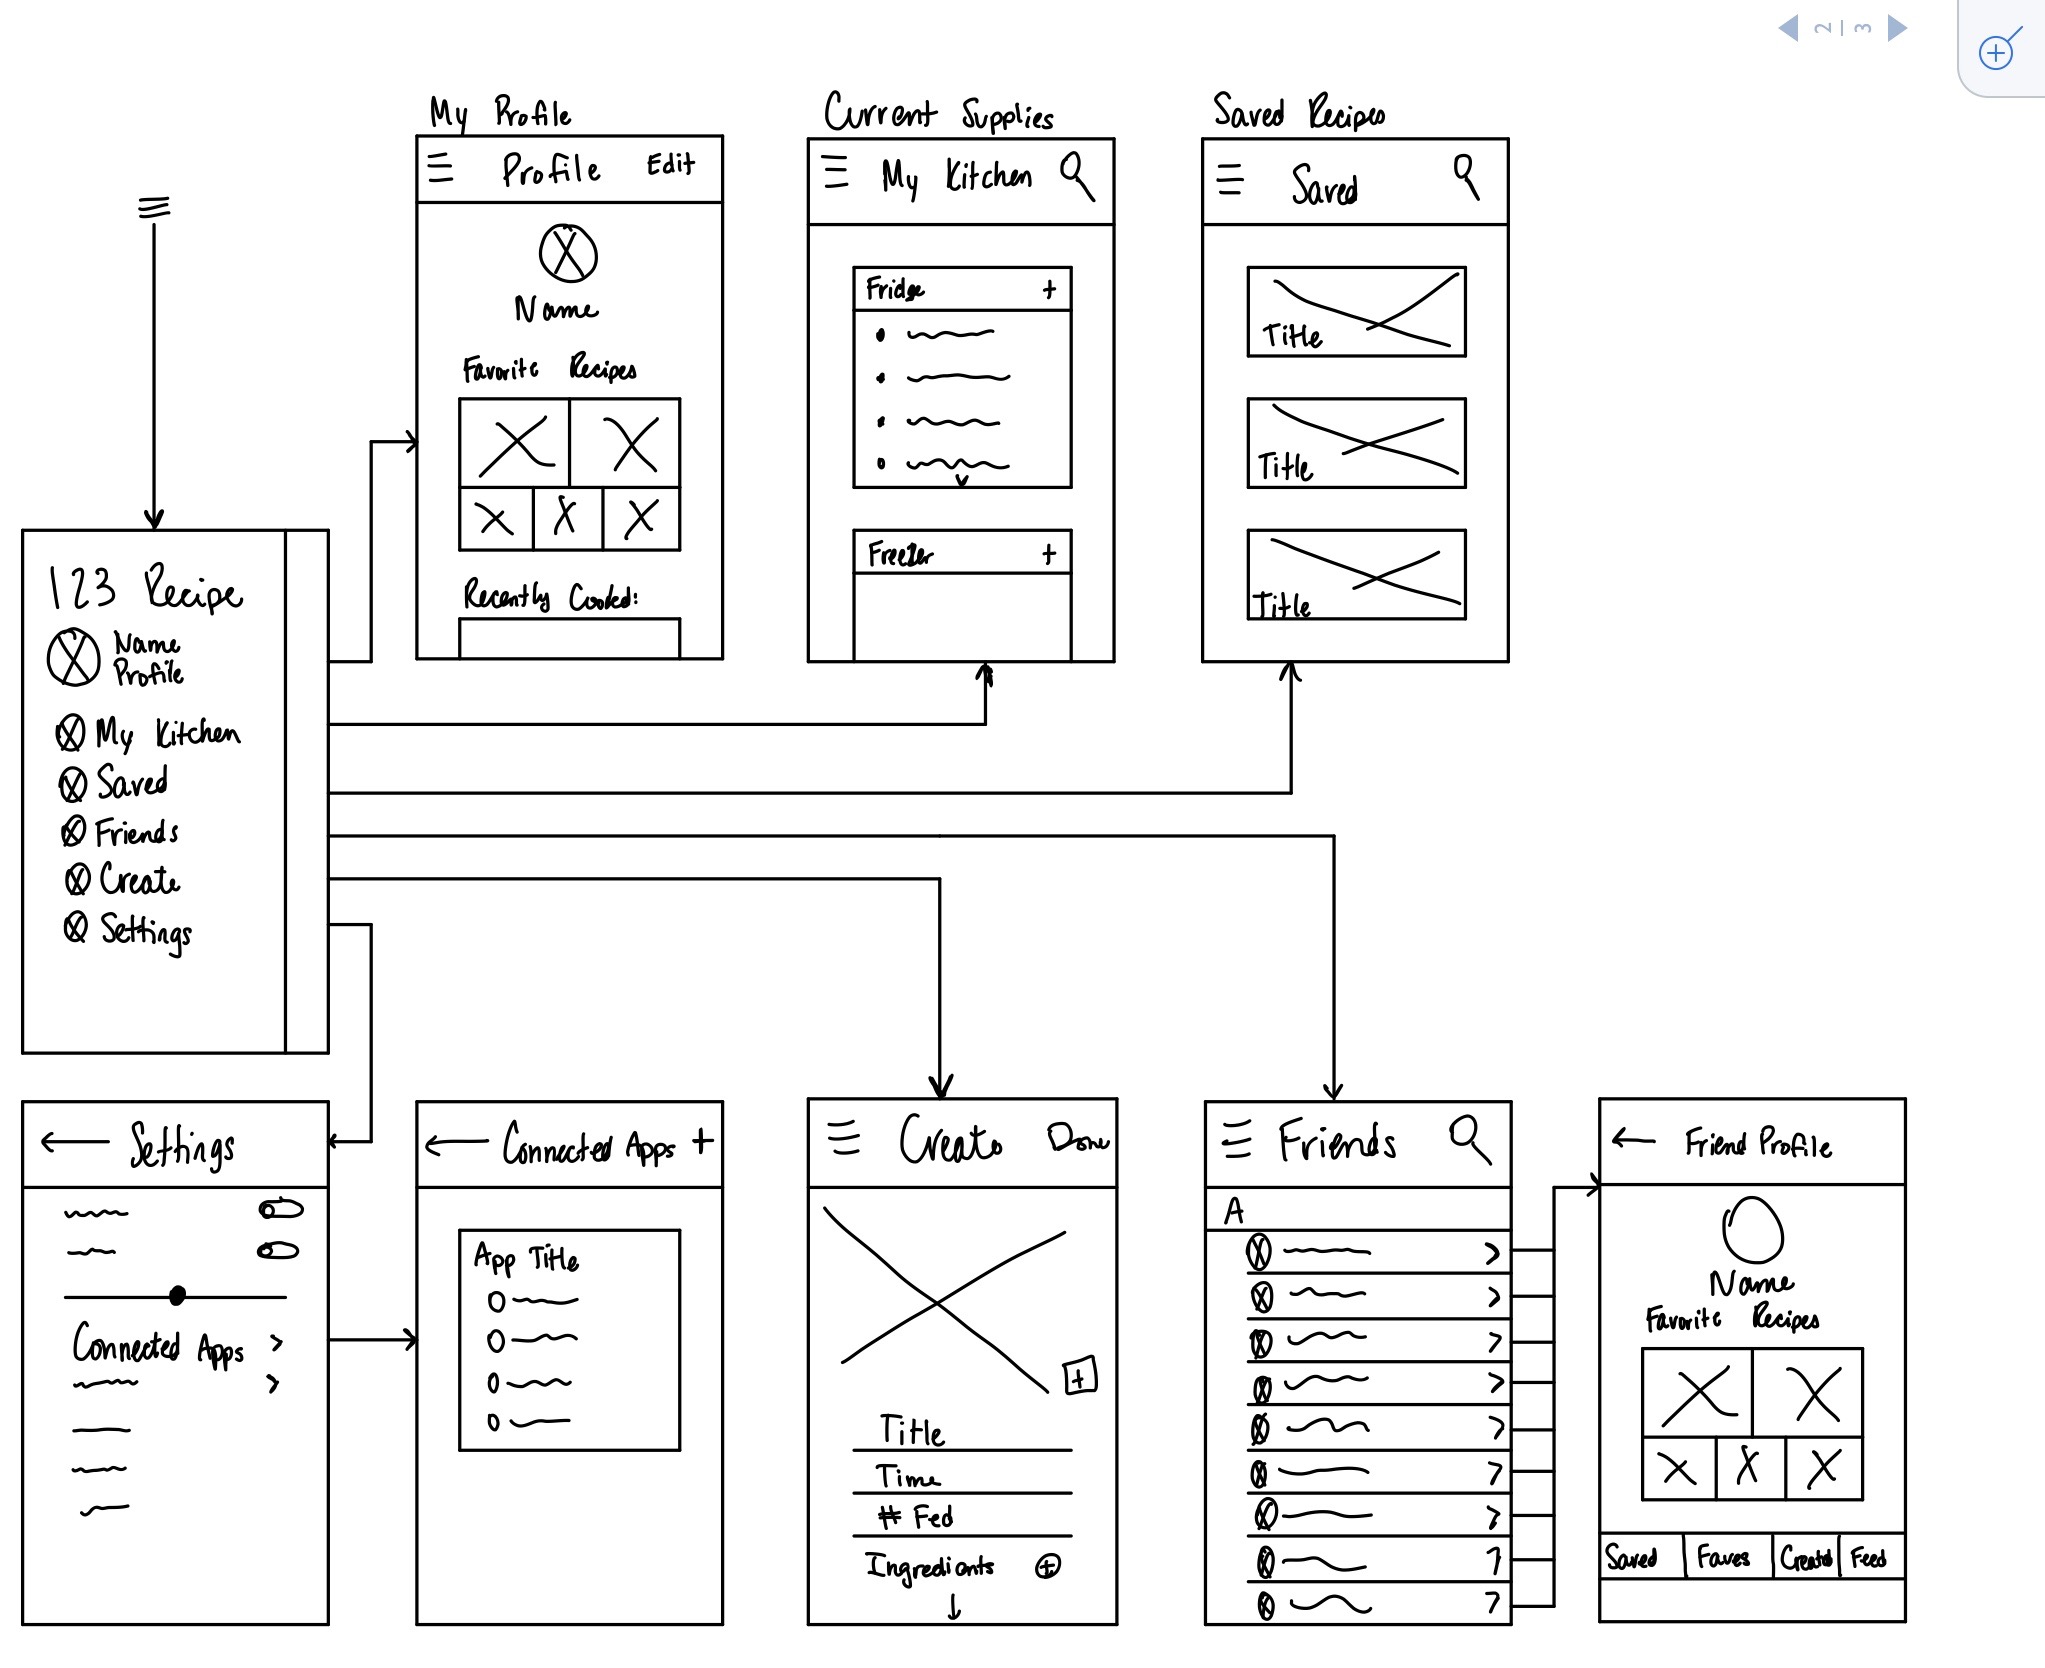 2 | 3
My Profile
Profile Edit
Name
Favorite Recipes
Recently Cooked:
Current Supplies
My Kitchen
Fridge +
Freezer +
Saved Recipes
Saved
Title
Title
Title
123 Recipe
Name
Profile
My Kitchen
Saved
Friends
Create
Settings
Settings
Connected Apps >
Connected Apps +
App Title
Create Done
Title
Time
# Fed
Ingredients +
Friends
A
Friend Profile
Name
Favorite Recipes
Saved Faves Created Feed